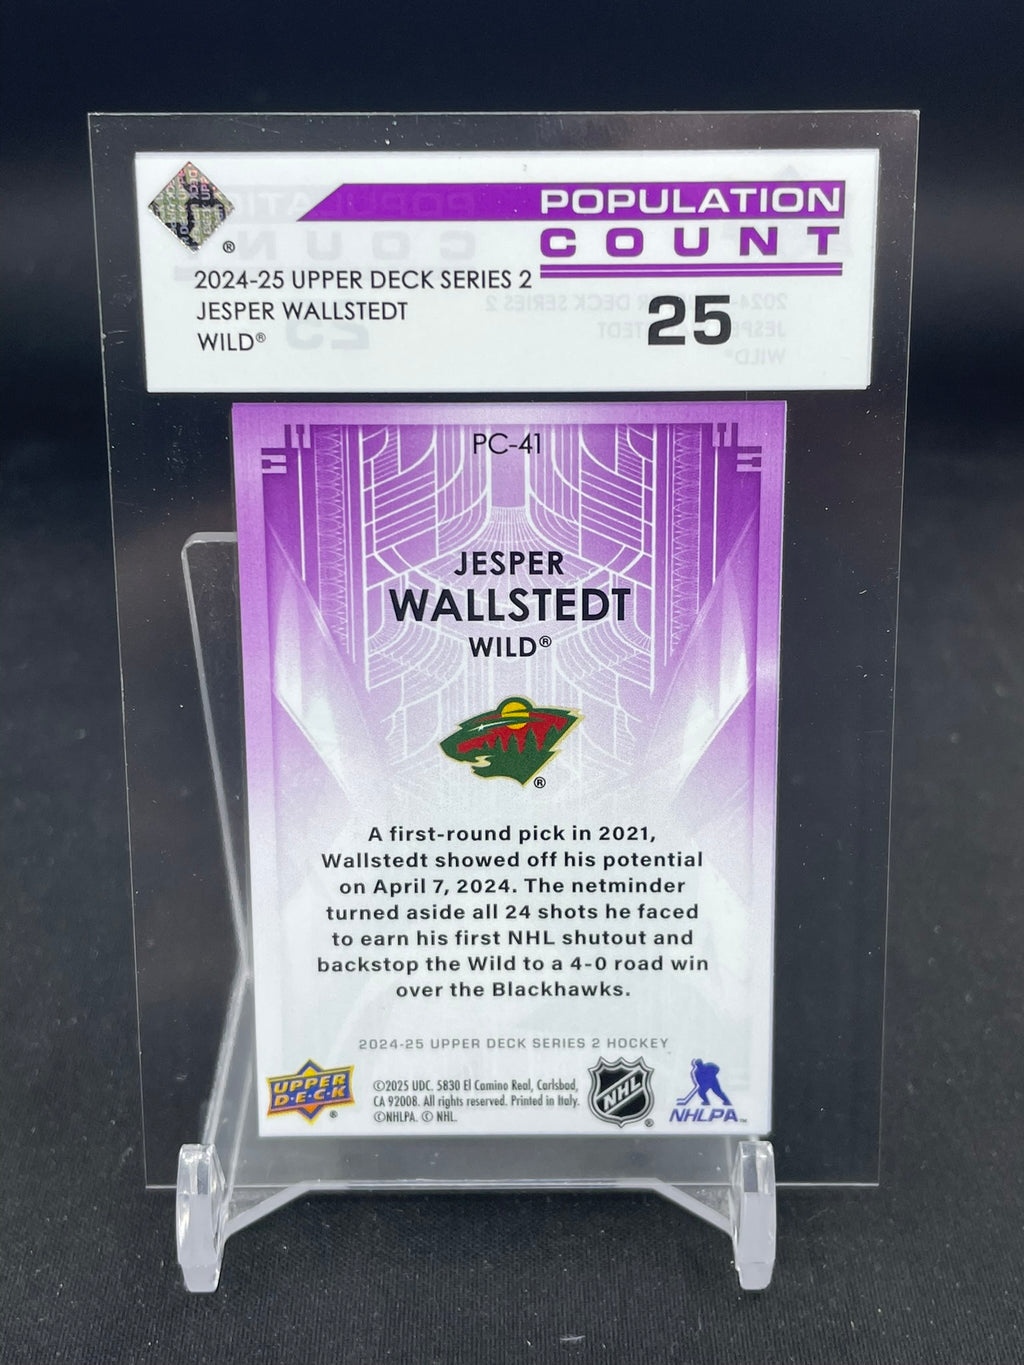 POPULATION
COUNT
®
2024-25 UPPER DECK SERIES 2
JESPER WALLSTEDT
WILD®
25
PC-41
JESPER
WALLSTEDT
WILD®
®
A first-round pick in 2021,
Wallstedt showed off his potential
on April 7, 2024. The netminder
turned aside all 24 shots he faced
to earn his first NHL shutout and
backstop the Wild to a 4-0 road win
over the Blackhawks.
2024-25 UPPER DECK SERIES 2 HOCKEY
UPPER
D·E·C·K
®
©2025 UDC. 5830 El Camino Real, Carlsbad,
CA 92008. All rights reserved. Printed in Italy.
©NHLPA. © NHL.
NHL
®
NHLPA™